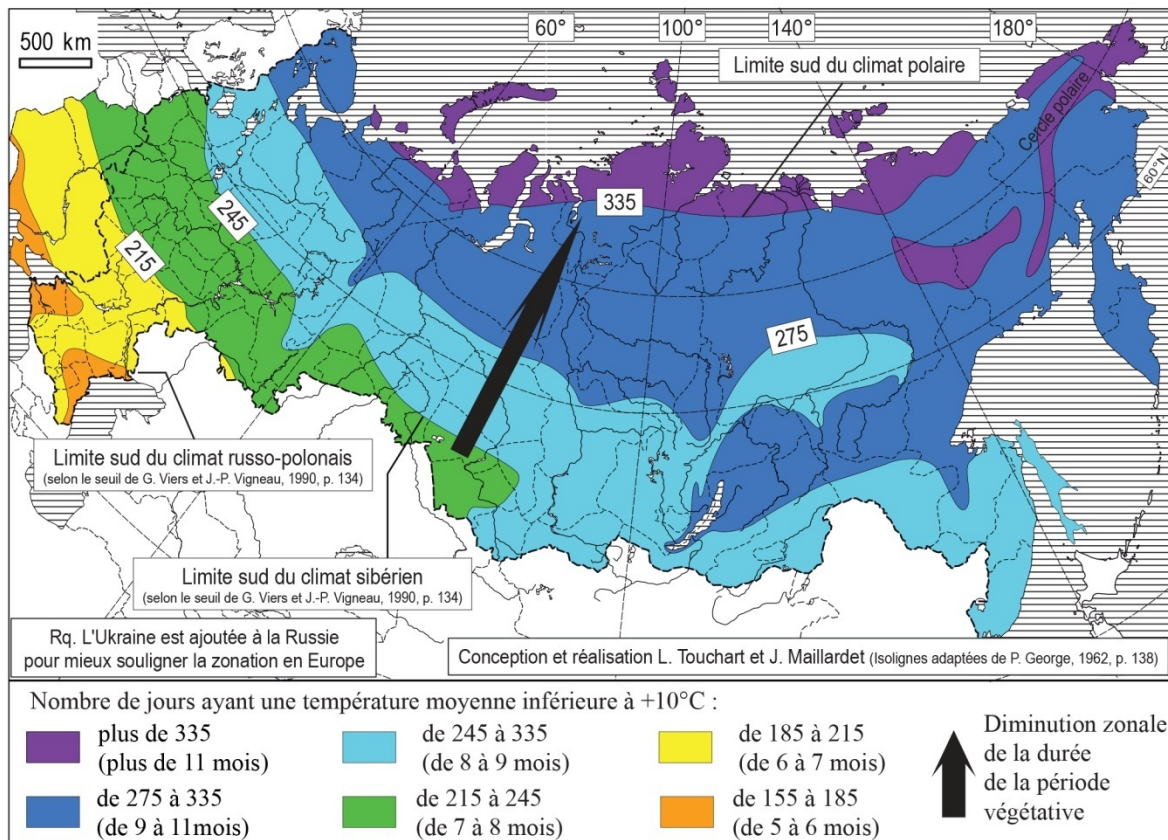 500 km
60°
100°
140°
180°
Limite sud du climat polaire
Cercle polaire
60°N
335
245
215
275
Limite sud du climat russo-polonais
(selon le seuil de G. Viers et J.-P. Vigneau, 1990, p. 134)
Limite sud du climat sibérien
(selon le seuil de G. Viers et J.-P. Vigneau, 1990, p. 134)
Rq. L'Ukraine est ajoutée à la Russie
pour mieux souligner la zonation en Europe
Conception et réalisation L. Touchart et J. Maillardet (Isolignes adaptées de P. George, 1962, p. 138)
Nombre de jours ayant une température moyenne inférieure à +10°C :
plus de 335
(plus de 11 mois)
de 275 à 335
(de 9 à 11mois)
de 245 à 335
(de 8 à 9 mois)
de 215 à 245
(de 7 à 8 mois)
de 185 à 215
(de 6 à 7 mois)
de 155 à 185
(de 5 à 6 mois)
Diminution zonale
de la durée
de la période
végétative